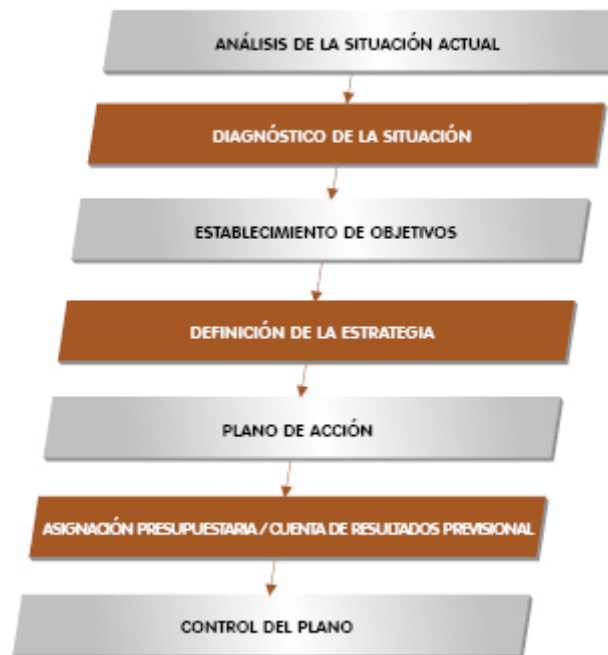 ANÁLISIS DE LA SITUACIÓN ACTUAL
DIAGNÓSTICO DE LA SITUACIÓN
ESTABLECIMIENTO DE OBJETIVOS
DEFINICIÓN DE LA ESTRATEGIA
PLANO DE ACCIÓN
ASIGNACIÓN PRESUPUESTARIA / CUENTA DE RESULTADOS PREVISIONAL
CONTROL DEL PLANO